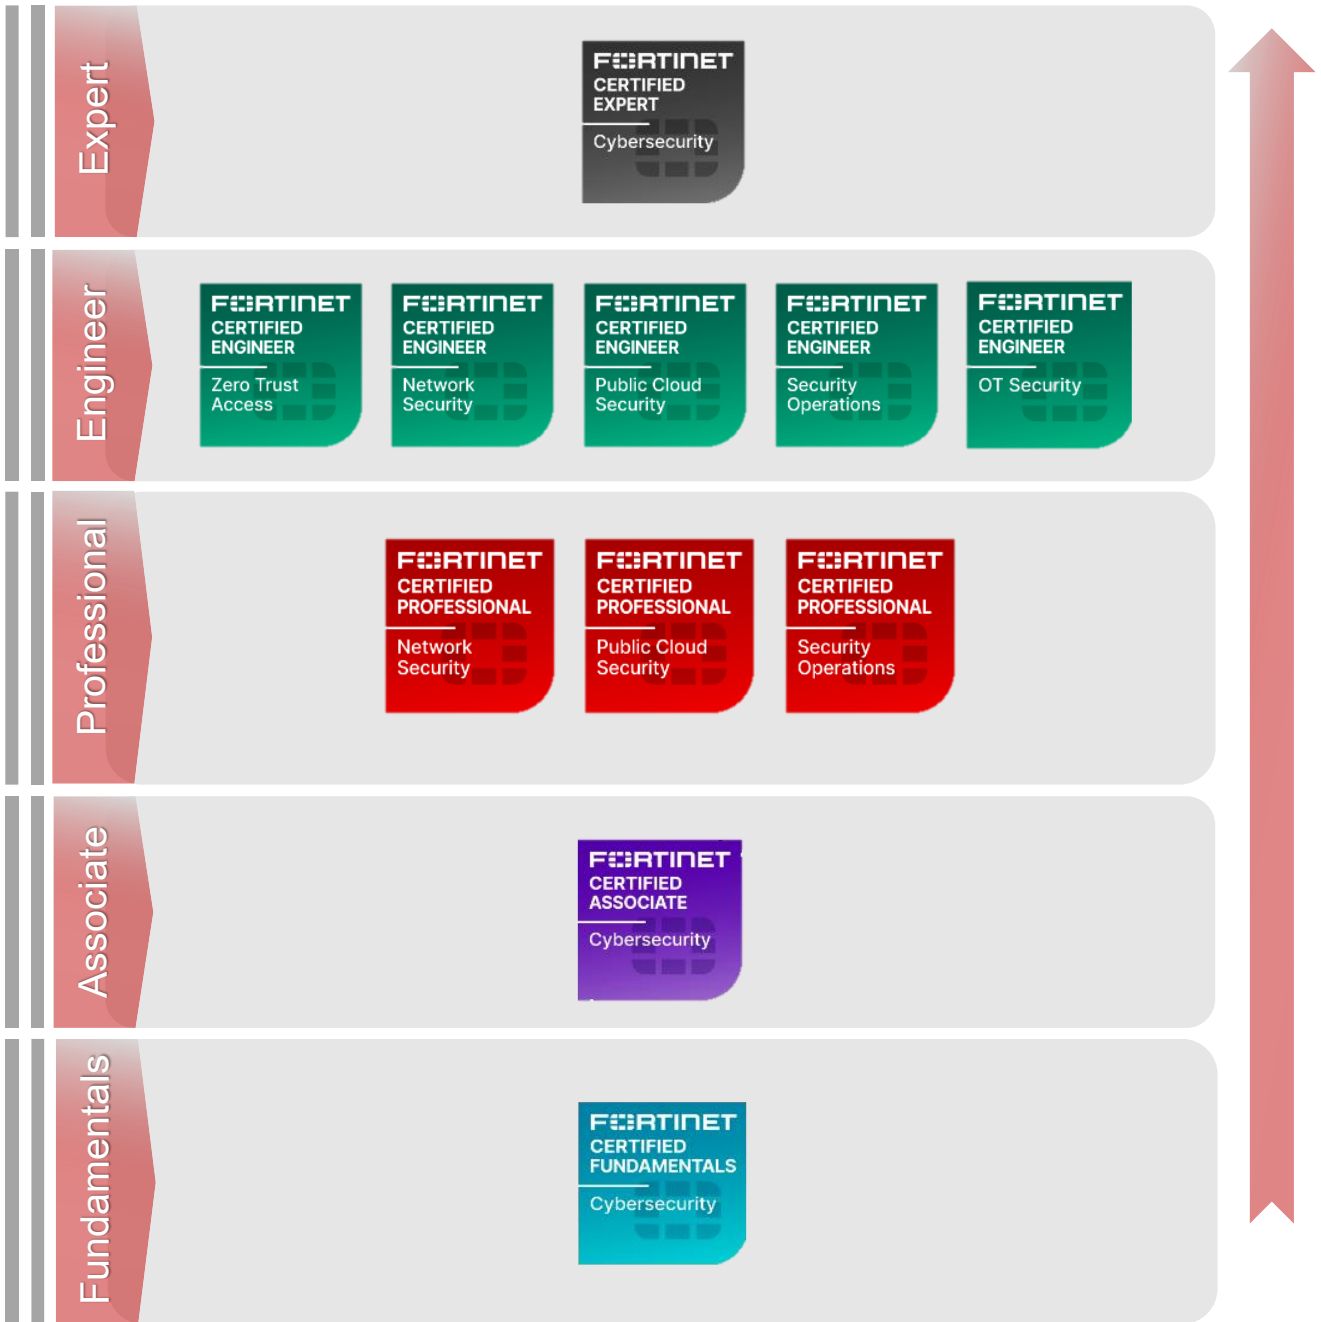 Expert
FORTINET
CERTIFIED
EXPERT
Cybersecurity
Engineer
FORTINET
CERTIFIED
ENGINEER
Zero Trust
Access
FORTINET
CERTIFIED
ENGINEER
Network
Security
FORTINET
CERTIFIED
ENGINEER
Public Cloud
Security
FORTINET
CERTIFIED
ENGINEER
Security
Operations
FORTINET
CERTIFIED
ENGINEER
OT Security
Professional
FORTINET
CERTIFIED
PROFESSIONAL
Network
Security
FORTINET
CERTIFIED
PROFESSIONAL
Public Cloud
Security
FORTINET
CERTIFIED
PROFESSIONAL
Security
Operations
Associate
FORTINET
CERTIFIED
ASSOCIATE
Cybersecurity
Fundamentals
FORTINET
CERTIFIED
FUNDAMENTALS
Cybersecurity